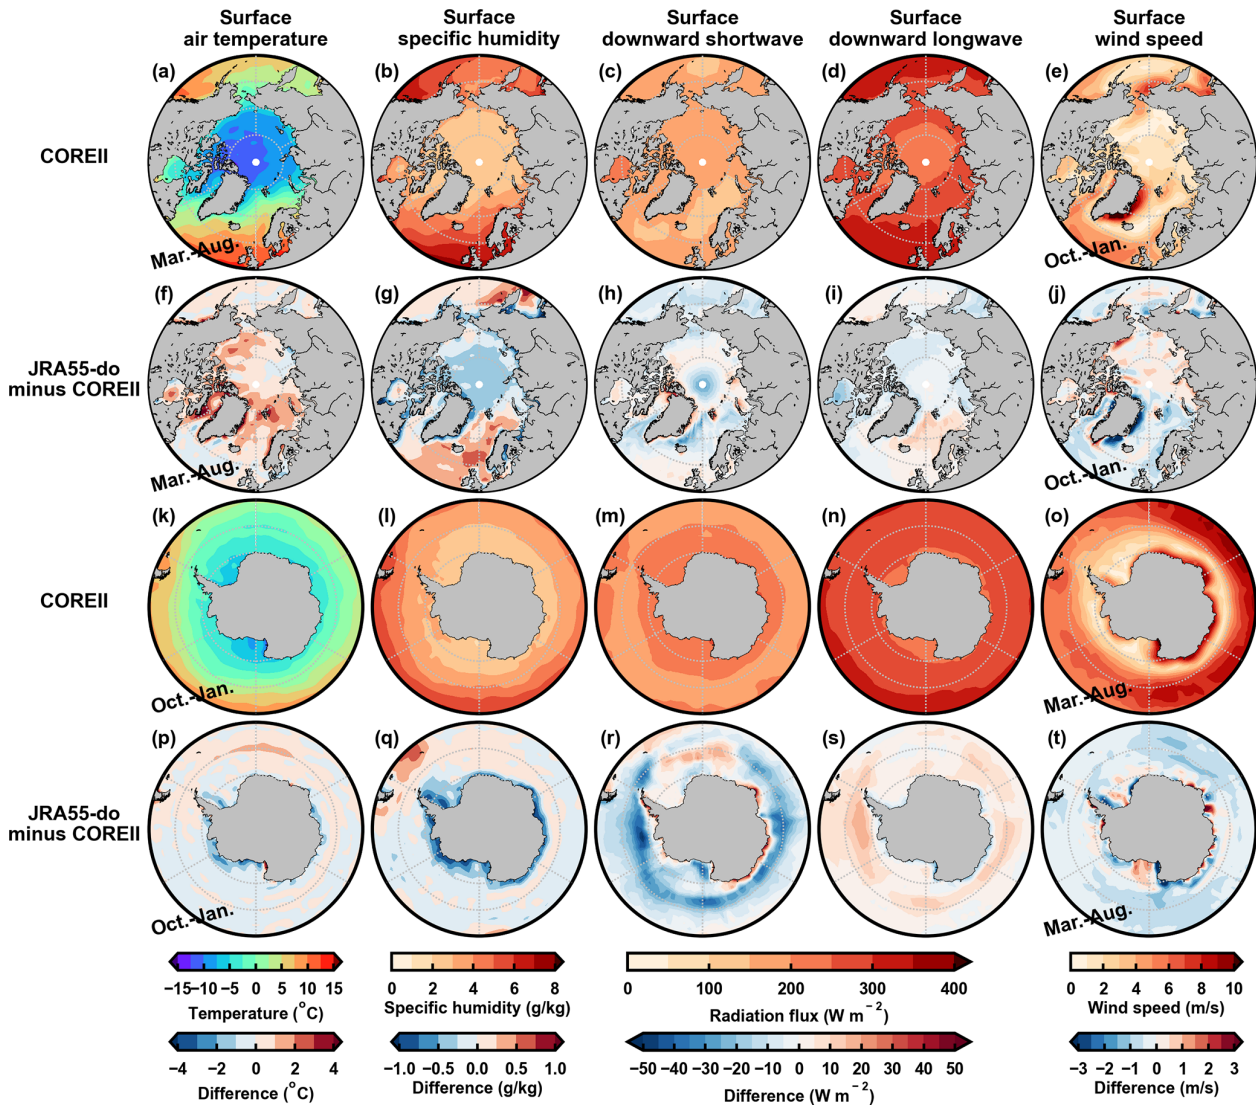 Surface
air temperature
Surface
specific humidity
Surface
downward shortwave
Surface
downward longwave
Surface
wind speed
(a)
(b)
(c)
(d)
(e)
COREII
Mar.-Aug.
Oct.-Jan.
(f)
(g)
(h)
(i)
(j)
JRA55-do
minus COREII
Mar.-Aug.
Oct.-Jan.
(k)
(l)
(m)
(n)
(o)
COREII
Oct.-Jan.
Mar.-Aug.
(p)
(q)
(r)
(s)
(t)
JRA55-do
minus COREII
Oct.-Jan.
Mar.-Aug.
−15 −10 −5 0 5 10 15
Temperature (°C)
0 2 4 6 8
Specific humidity (g/kg)
0 100 200 300 400
Radiation flux (W m⁻²)
0 2 4 6 8 10
Wind speed (m/s)
−4 −2 0 2 4
Difference (°C)
−1.0 −0.5 0.0 0.5 1.0
Difference (g/kg)
−50 −40 −30 −20 −10 0 10 20 30 40 50
Difference (W m⁻²)
−3 −2 −1 0 1 2 3
Difference (m/s)